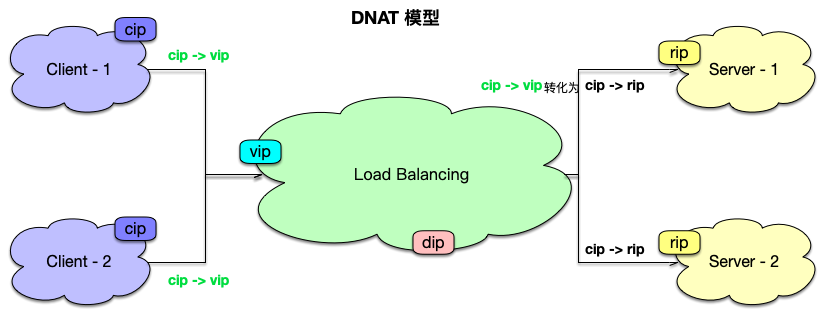 DNAT 模型
cip
Client - 1
cip -> vip
cip -> vip 转化为 cip -> rip
rip
Server - 1
vip
Load Balancing
dip
cip
Client - 2
cip -> vip
cip -> rip
rip
Server - 2